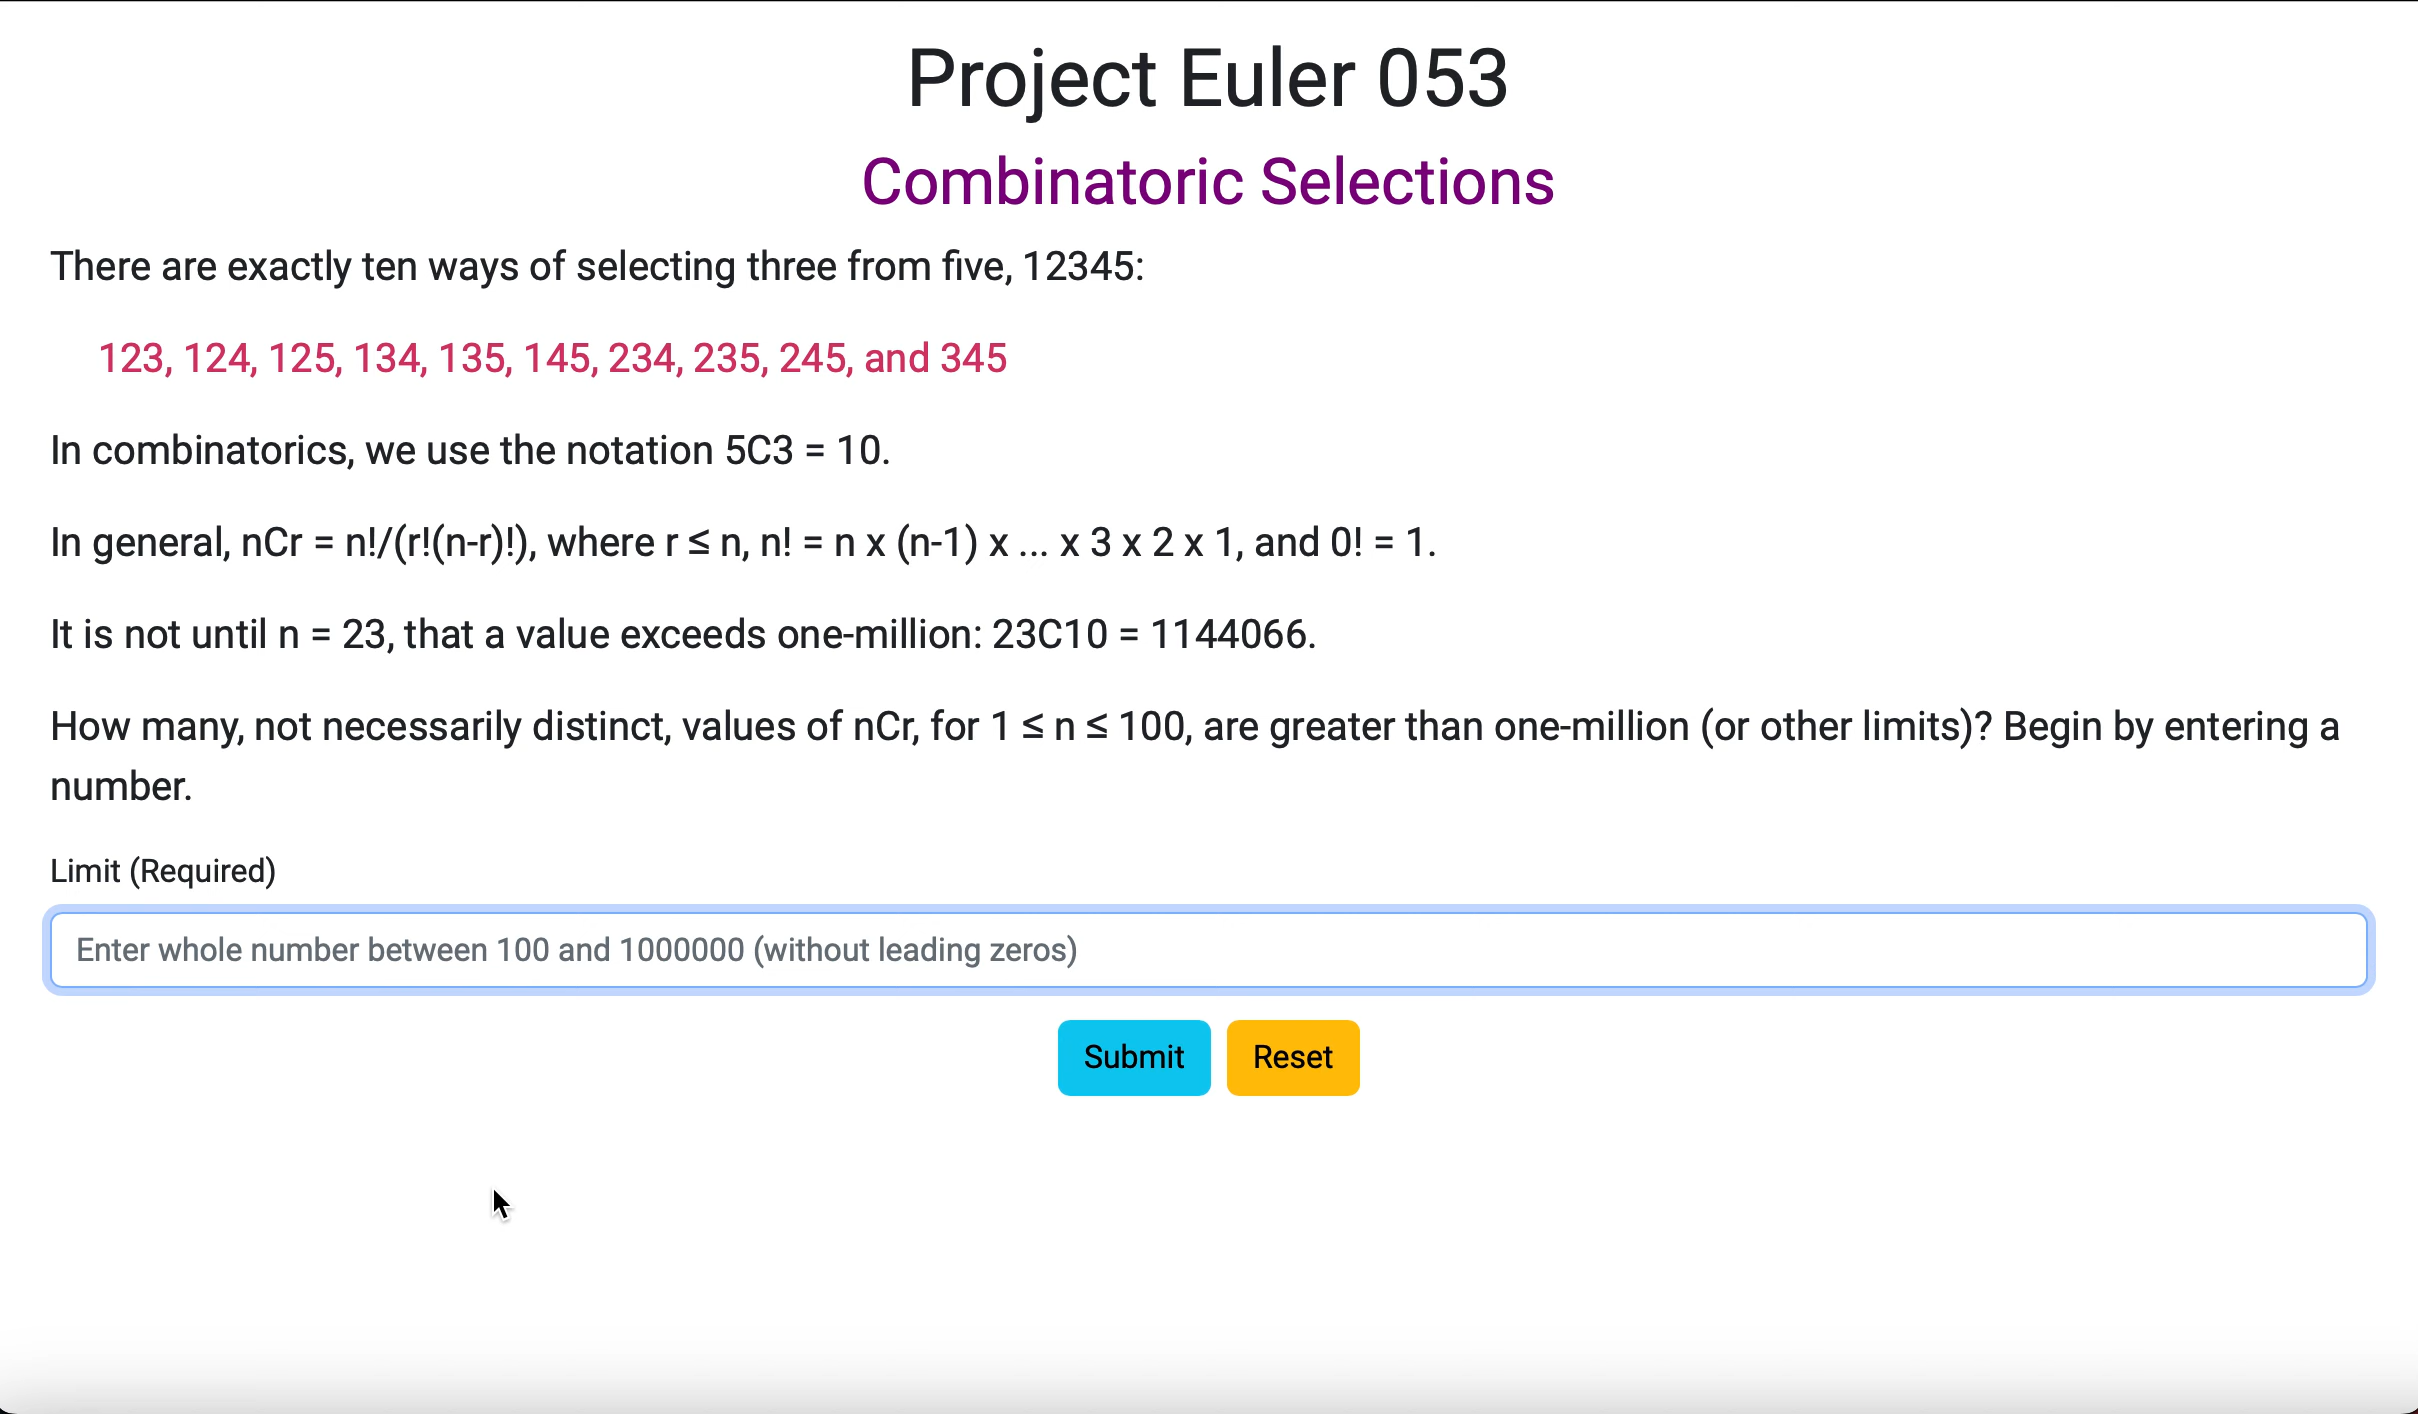 Project Euler 053
Combinatoric Selections
There are exactly ten ways of selecting three from five, 12345:
123, 124, 125, 134, 135, 145, 234, 235, 245, and 345
In combinatorics, we use the notation 5C3 = 10.
In general, nCr = n!/(r!(n-r)!), where r ≤ n, n! = n x (n-1) x ... x 3 x 2 x 1, and 0! = 1.
It is not until n = 23, that a value exceeds one-million: 23C10 = 1144066.
How many, not necessarily distinct, values of nCr, for 1 ≤ n ≤ 100, are greater than one-million (or other limits)? Begin by entering a
number.
Limit (Required)
Enter whole number between 100 and 1000000 (without leading zeros)
Submit Reset